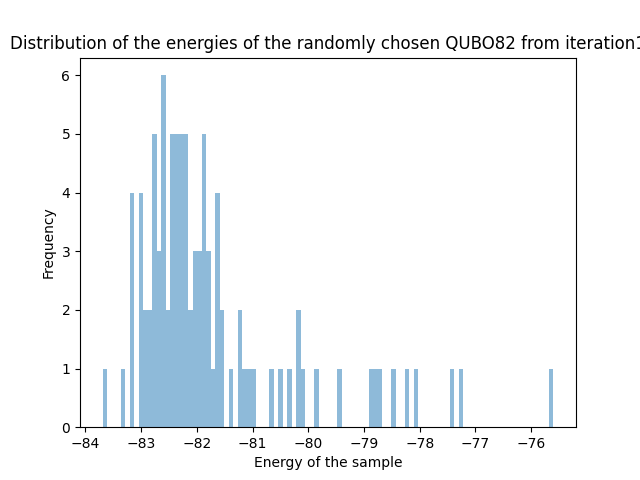 Distribution of the energies of the randomly chosen QUBO82 from iteration1
6
5
4
3
2
1
0
Frequency
−84 −83 −82 −81 −80 −79 −78 −77 −76
Energy of the sample